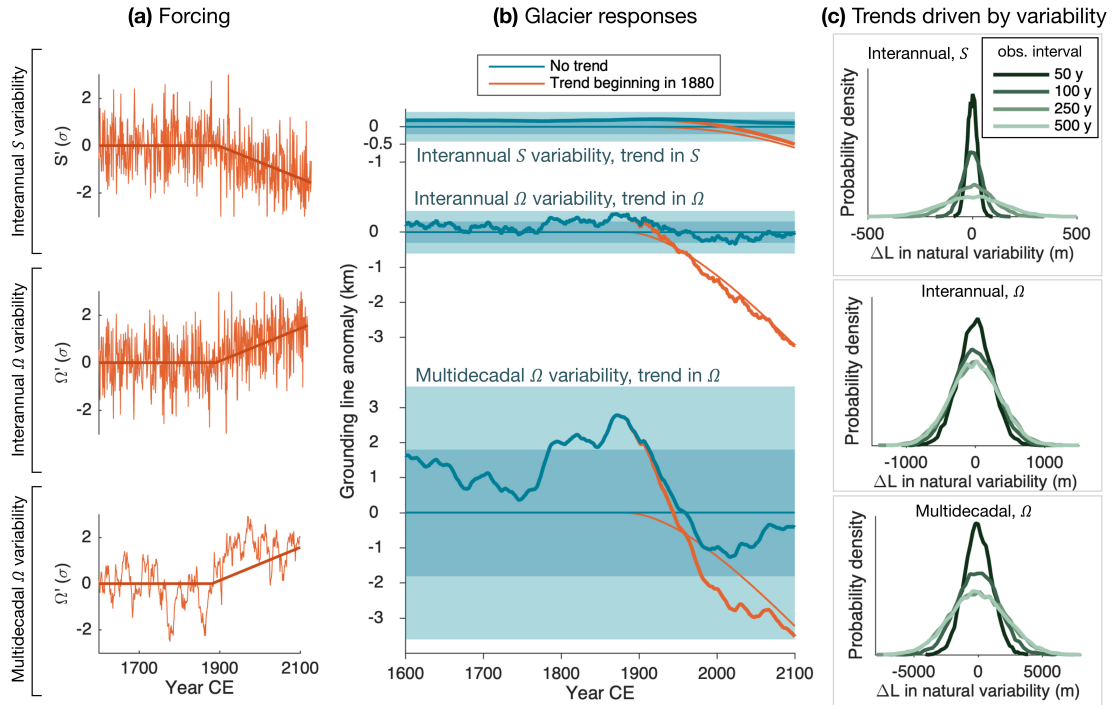 (a) Forcing
Interannual S variability
S' (σ)
2
0
-2
Interannual Ω variability
Ω' (σ)
2
0
-2
Multidecadal Ω variability
Ω' (σ)
2
0
-2
1700 1900 2100
Year CE
(b) Glacier responses
No trend
Trend beginning in 1880
Grounding line anomaly (km)
0
-0.5
-1
Interannual S variability, trend in S
Interannual Ω variability, trend in Ω
0
-1
-2
-3
Multidecadal Ω variability, trend in Ω
3
2
1
0
-1
-2
-3
1600 1700 1800 1900 2000 2100
Year CE
(c) Trends driven by variability
Interannual, S
obs. interval
50 y
100 y
250 y
500 y
Probability density
-500 0 500
ΔL in natural variability (m)
Interannual, Ω
Probability density
-1000 0 1000
ΔL in natural variability (m)
Multidecadal, Ω
Probability density
-5000 0 5000
ΔL in natural variability (m)